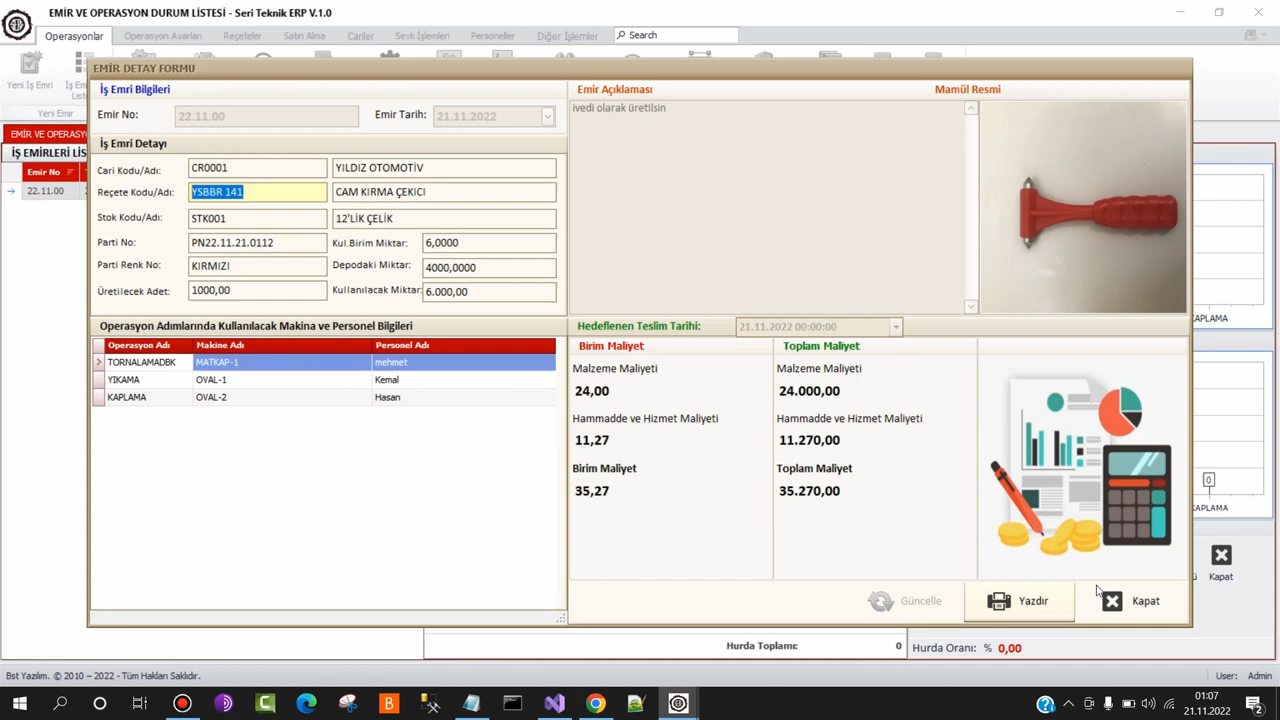 EMİR VE OPERASYON DURUM LİSTESİ - Seri Teknik ERP V.1.0
Operasyonlar
Operasyon Ayarları
Reçeteler
Satın Alma
Cariler
Sevk İşlemleri
Personeller
Diğer İşlemler
Search
Yeni İş Emri
İş Em
Liste
Yeni Emir
EMİR VE OPERASY
İŞ EMİRLERİ LİS
Emir No
22.11.00
EMİR DETAY FORMU
İş Emri Bilgileri
Emir No: 22.11.00 Emir Tarih: 21.11.2022
İş Emri Detayı
Cari Kodu/Adı: CR0001 YILDIZ OTOMOTİV
Reçete Kodu/Adı: YSBBR 141 CAM KIRMA ÇEKICI
Stok Kodu/Adı: STK001 12'LİK ÇELİK
Parti No: PN22.11.21.0112 Kul.Birim Miktar: 6,0000
Parti Renk No: KIRMIZI Depodaki Miktar: 4000,0000
Üretilecek Adet: 1000,00 Kullanılacak Miktar: 6.000,00
Emir Açıklaması
ivedi olarak üretilsin
Mamül Resmi
Operasyon Adımlarında Kullanılacak Makina ve Personel Bilgileri
Operasyon Adı Makine Adı Personel Adı
TORNALAMADBK MATKAP-1 mehmet
YIKAMA OVAL-1 Kemal
KAPLAMA OVAL-2 Hasan
Hedeflenen Teslim Tarihi: 21.11.2022 00:00:00
Birim Maliyet
Malzeme Maliyeti
24,00
Hammadde ve Hizmet Maliyeti
11,27
Birim Maliyet
35,27
Toplam Maliyet
Malzeme Maliyeti
24.000,00
Hammadde ve Hizmet Maliyeti
11.270,00
Toplam Maliyet
35.270,00
Güncelle
Yazdır
Kapat
KAPLAMA
0
KAPLAMA
Kapat
Hurda Toplamı: 0
Hurda Oranı: % 0,00
Bst Yazılım. © 2010 – 2022 - Tüm Hakları Saklıdır.
User: Admin
01:07
21.11.2022
2